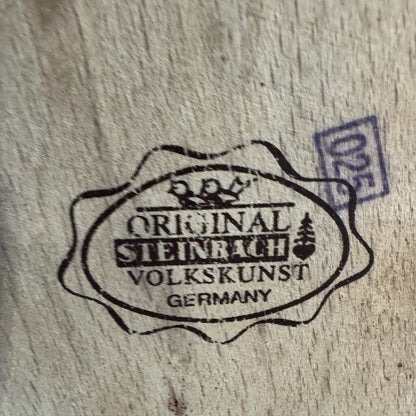 025
ORIGINAL
STEINBACH
VOLKSKUNST
GERMANY